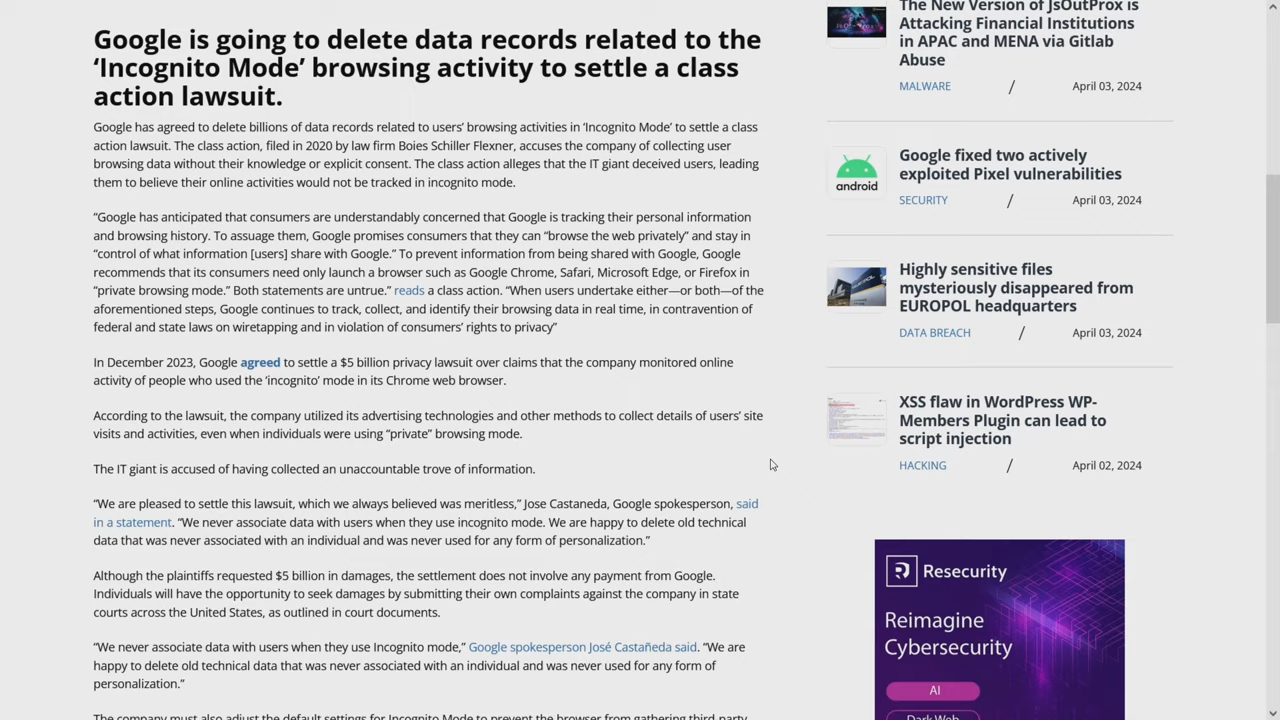 Google is going to delete data records related to the
‘Incognito Mode’ browsing activity to settle a class
action lawsuit.
Google has agreed to delete billions of data records related to users’ browsing activities in ‘Incognito Mode’ to settle a class
action lawsuit. The class action, filed in 2020 by law firm Boies Schiller Flexner, accuses the company of collecting user
browsing data without their knowledge or explicit consent. The class action alleges that the IT giant deceived users, leading
them to believe their online activities would not be tracked in incognito mode.
“Google has anticipated that consumers are understandably concerned that Google is tracking their personal information
and browsing history. To assuage them, Google promises consumers that they can “browse the web privately” and stay in
“control of what information [users] share with Google.” To prevent information from being shared with Google, Google
recommends that its consumers need only launch a browser such as Google Chrome, Safari, Microsoft Edge, or Firefox in
“private browsing mode.” Both statements are untrue.” reads a class action. “When users undertake either—or both—of the
aforementioned steps, Google continues to track, collect, and identify their browsing data in real time, in contravention of
federal and state laws on wiretapping and in violation of consumers’ rights to privacy”
In December 2023, Google agreed to settle a $5 billion privacy lawsuit over claims that the company monitored online
activity of people who used the ‘incognito’ mode in its Chrome web browser.
According to the lawsuit, the company utilized its advertising technologies and other methods to collect details of users’ site
visits and activities, even when individuals were using “private” browsing mode.
The IT giant is accused of having collected an unaccountable trove of information.
“We are pleased to settle this lawsuit, which we always believed was meritless,” Jose Castaneda, Google spokesperson, said
in a statement. “We never associate data with users when they use incognito mode. We are happy to delete old technical
data that was never associated with an individual and was never used for any form of personalization.”
Although the plaintiffs requested $5 billion in damages, the settlement does not involve any payment from Google.
Individuals will have the opportunity to seek damages by submitting their own complaints against the company in state
courts across the United States, as outlined in court documents.
“We never associate data with users when they use Incognito mode,” Google spokesperson José Castañeda said. “We are
happy to delete old technical data that was never associated with an individual and was never used for any form of
personalization.”
The company must also adjust the default settings for Incognito Mode to prevent the browser from gathering third-party
The New Version of JsOutProx is
Attacking Financial Institutions
in APAC and MENA via Gitlab
Abuse
MALWARE / April 03, 2024
android
Google fixed two actively
exploited Pixel vulnerabilities
SECURITY / April 03, 2024
Highly sensitive files
mysteriously disappeared from
EUROPOL headquarters
DATA BREACH / April 03, 2024
XSS flaw in WordPress WP-
Members Plugin can lead to
script injection
HACKING / April 02, 2024
Resecurity
Reimagine
Cybersecurity
AI
Dark Web